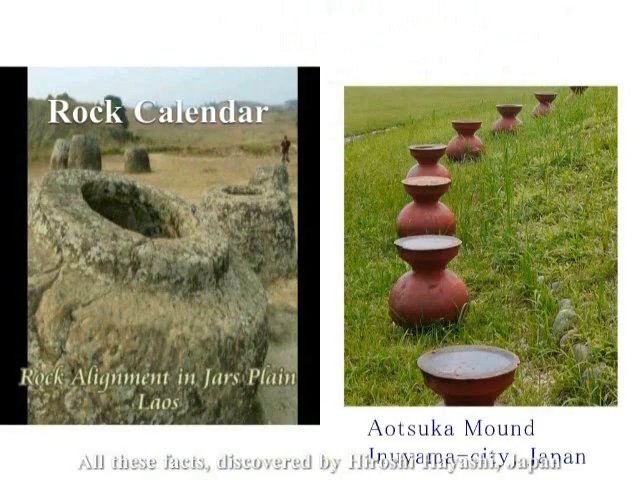 Rock Calendar
Rock Alignment in Jars Plain
Laos
Aotsuka Mound
Inuyama-city, Japan
All these facts, discovered by Hiroshi Hayashi, Japan